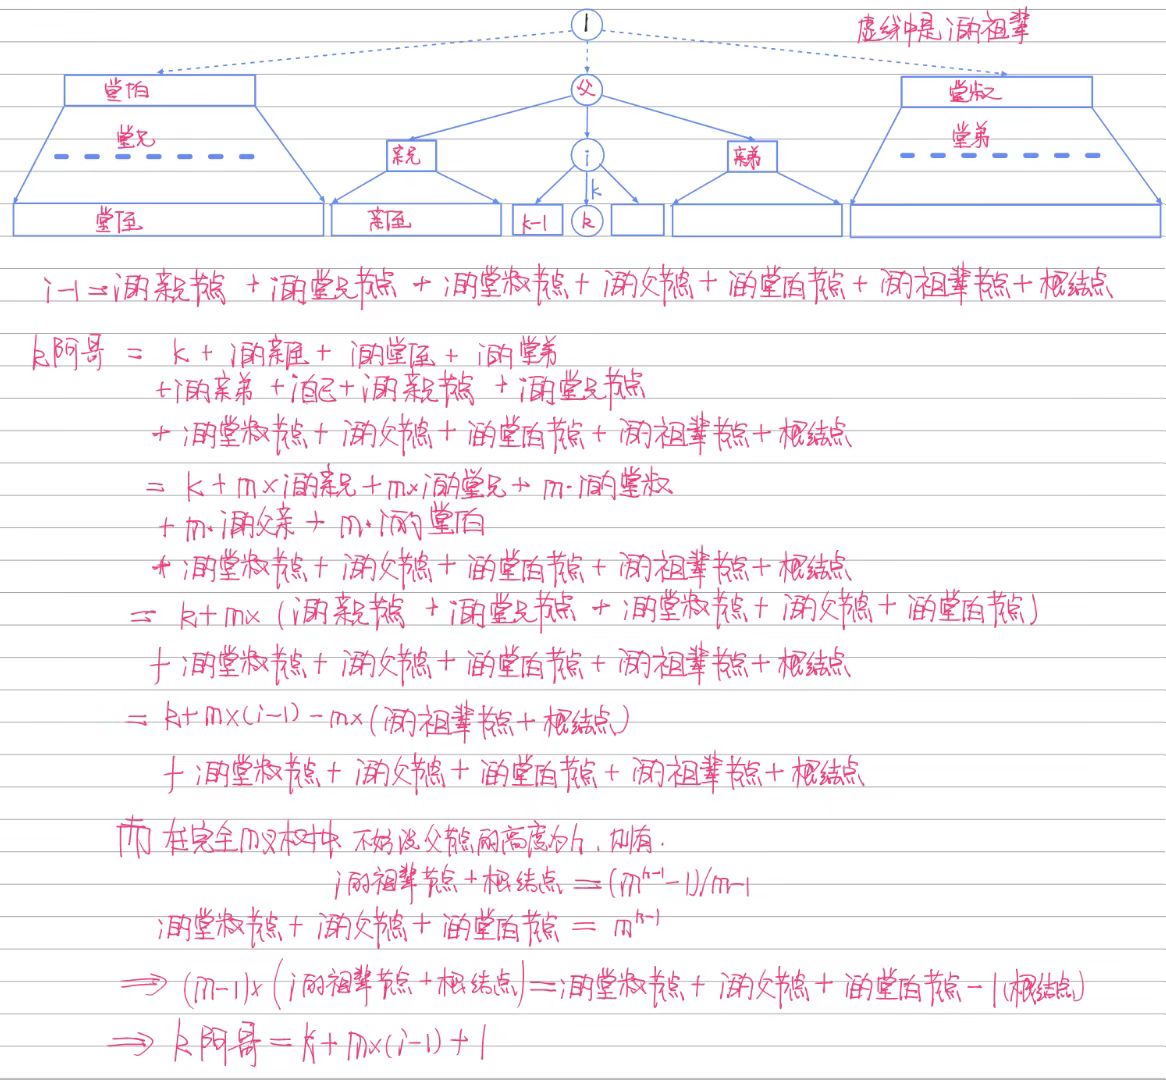 1
虚线中是i的祖辈
堂伯
父
堂叔
堂兄
堂弟
亲兄
i
亲弟
k
堂侄
亲侄
k-1
k
i-1=i的亲兄节点 + i的堂兄节点 + i的堂叔节点 + i的父节点 + i的堂伯节点 + i的祖辈节点 + 根结点
k阿哥 = k + i的亲侄 + i的堂侄 + i的堂弟
+ i的亲弟 + i自己 + i的亲兄节点 + i的堂兄节点
+ i的堂叔节点 + i的父节点 + i的堂伯节点 + i的祖辈节点 + 根结点
= k + m×i的亲兄 + m×i的堂兄 + m·i的堂叔
+ m·i的父亲 + m·i的堂伯
+ i的堂叔节点 + i的父节点 + i的堂伯节点 + i的祖辈节点 + 根结点
= k+m×(i的亲兄节点 + i的堂兄节点 + i的堂叔节点 + i的父节点 + i的堂伯节点)
+ i的堂叔节点 + i的父节点 + i的堂伯节点 + i的祖辈节点 + 根结点
= k+m×(i-1) - m×(i的祖辈节点 + 根结点)
+ i的堂叔节点 + i的父节点 + i的堂伯节点 + i的祖辈节点 + 根结点
而 在完全m叉树中 不妨设父节点的高度为h, 则有.
i的祖辈节点 + 根结点 = (m^{h-1}-1)/m-1
i的堂叔节点 + i的父节点 + i的堂伯节点 = m^{h-1}
⟹ (m-1)×(i的祖辈节点 + 根结点) = i的堂叔节点 + i的父节点 + i的堂伯节点 - 1(根结点)
⟹ k阿哥 = k+m×(i-1)+1